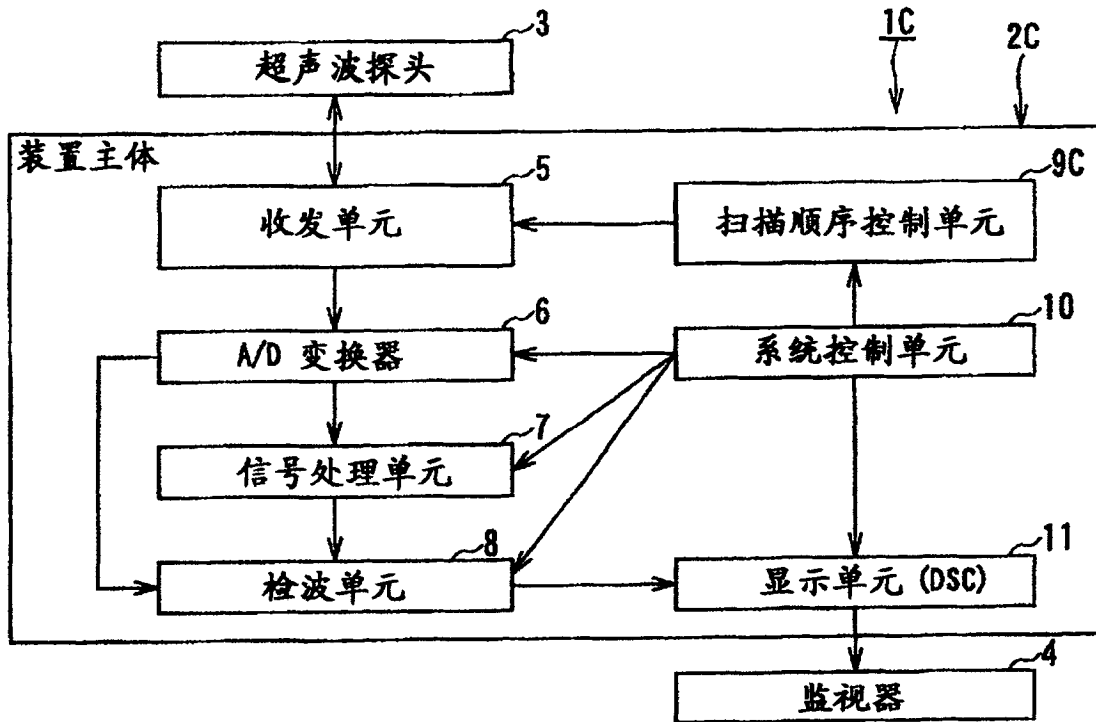 3
1C
2C
超声波探头
装置主体
5
9C
收发单元
扫描顺序控制单元
6
10
A/D 变换器
系统控制单元
7
信号处理单元
8
11
检波单元
显示单元 (DSC)
4
监视器